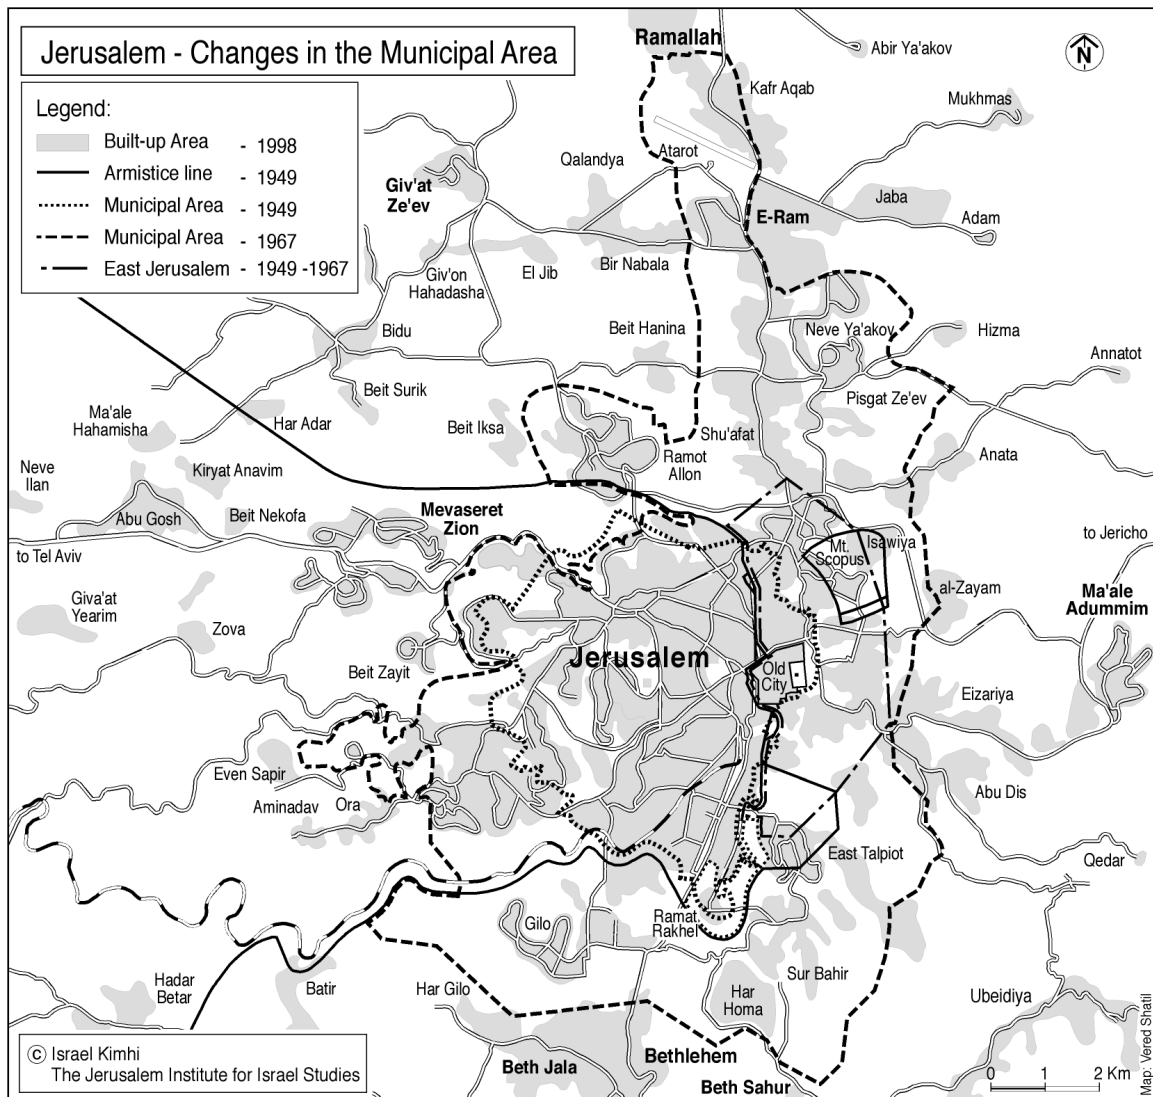 Jerusalem - Changes in the Municipal Area
Legend:
Built-up Area - 1998
Armistice line - 1949
Municipal Area - 1949
Municipal Area - 1967
East Jerusalem - 1949 -1967
Ramallah
Abir Ya'akov
N
Kafr Aqab
Mukhmas
Qalandya
Atarot
Giv'at
Ze'ev
Jaba
E-Ram
Adam
Giv'on
Hahadasha
El Jib
Bir Nabala
Bidu
Beit Hanina
Neve Ya'akov
Hizma
Annatot
Beit Surik
Pisgat Ze'ev
Ma'ale
Hahamisha
Har Adar
Beit Iksa
Shu'afat
Ramot
Allon
Anata
Neve
Ilan
Kiryat Anavim
Abu Gosh
Beit Nekofa
Mevaseret
Zion
to Tel Aviv
Mt.
Scopus
Isawiya
to Jericho
Giva'at
Yearim
al-Zayam
Ma'ale
Adummim
Zova
Beit Zayit
Jerusalem
Old
City
Eizariya
Even Sapir
Aminadav
Ora
Abu Dis
East Talpiot
Qedar
Gilo
Ramat
Rakhel
Hadar
Betar
Batir
Har Gilo
Sur Bahir
Har
Homa
Ubeidiya
Beth Jala
Bethlehem
Beth Sahur
© Israel Kimhi
The Jerusalem Institute for Israel Studies
0 1 2 Km
Map: Vered Shatil